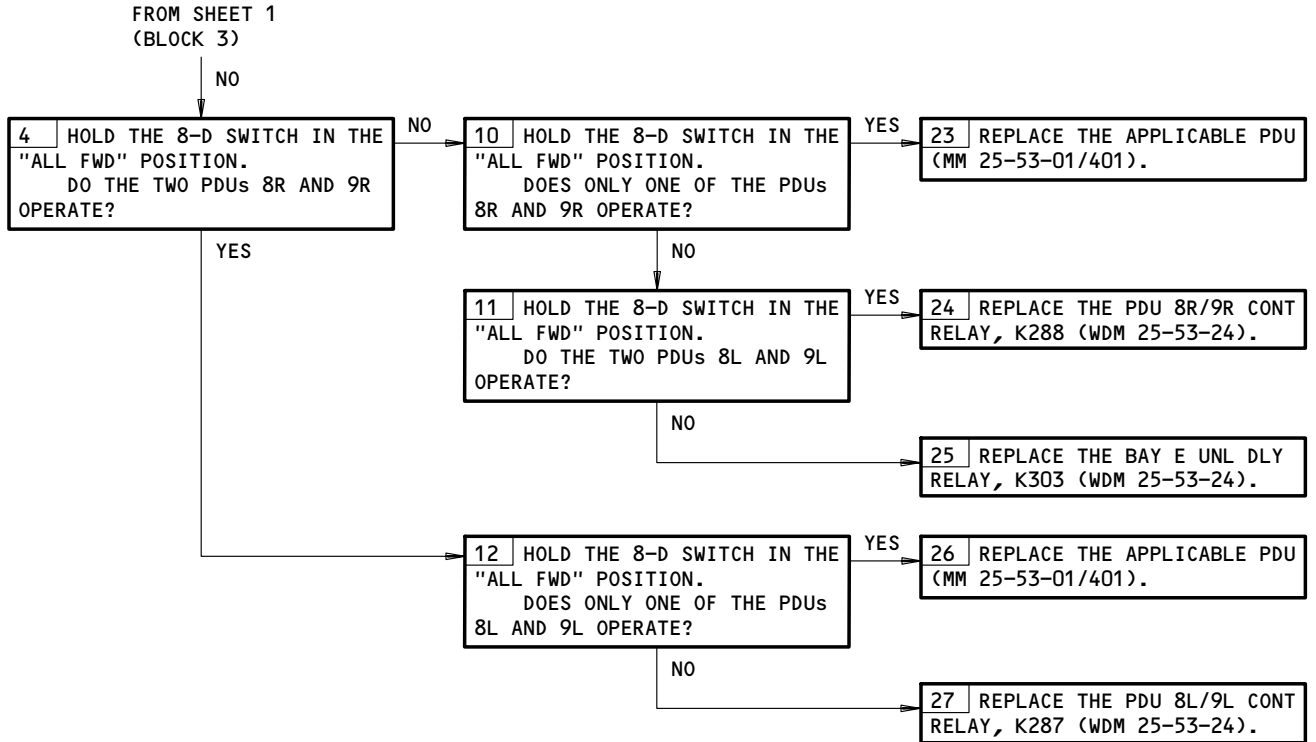 FROM SHEET 1
(BLOCK 3)
NO
4 HOLD THE 8-D SWITCH IN THE
"ALL FWD" POSITION.
DO THE TWO PDUs 8R AND 9R
OPERATE?
NO
10 HOLD THE 8-D SWITCH IN THE
"ALL FWD" POSITION.
DOES ONLY ONE OF THE PDUs
8R AND 9R OPERATE?
YES
23 REPLACE THE APPLICABLE PDU
(MM 25-53-01/401).
YES
NO
11 HOLD THE 8-D SWITCH IN THE
"ALL FWD" POSITION.
DO THE TWO PDUs 8L AND 9L
OPERATE?
YES
24 REPLACE THE PDU 8R/9R CONT
RELAY, K288 (WDM 25-53-24).
NO
25 REPLACE THE BAY E UNL DLY
RELAY, K303 (WDM 25-53-24).
12 HOLD THE 8-D SWITCH IN THE
"ALL FWD" POSITION.
DOES ONLY ONE OF THE PDUs
8L AND 9L OPERATE?
YES
26 REPLACE THE APPLICABLE PDU
(MM 25-53-01/401).
NO
27 REPLACE THE PDU 8L/9L CONT
RELAY, K287 (WDM 25-53-24).